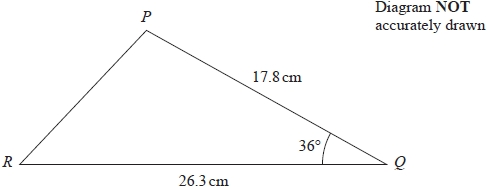 Diagram NOT
accurately drawn
P
17.8 cm
36°
R
Q
26.3 cm